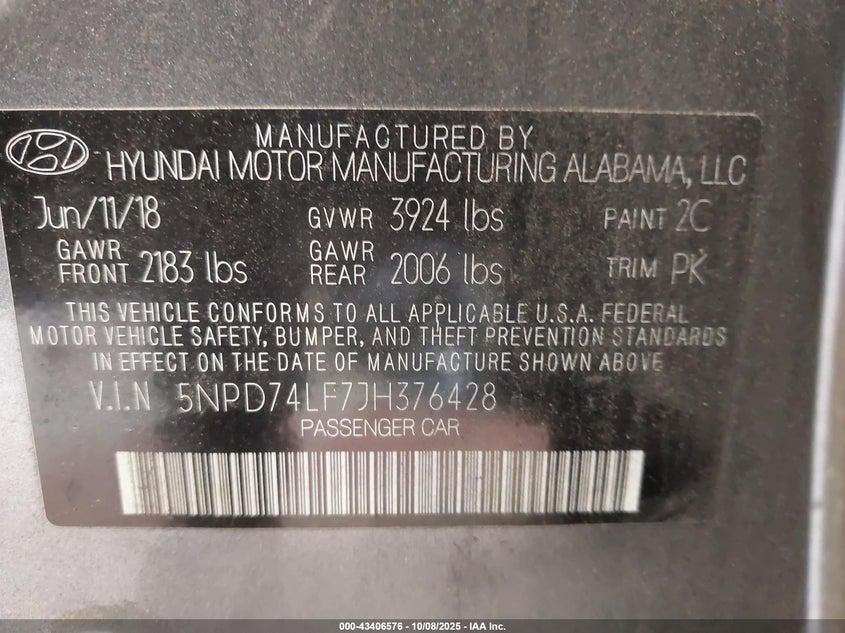 MANUFACTURED BY
HYUNDAI MOTOR MANUFACTURING ALABAMA, LLC
Jun/11/18 GVWR 3924 lbs PAINT 2C
GAWR FRONT 2183 lbs GAWR REAR 2006 lbs TRIM PK
THIS VEHICLE CONFORMS TO ALL APPLICABLE U.S.A. FEDERAL
MOTOR VEHICLE SAFETY, BUMPER, AND THEFT PREVENTION STANDARDS
IN EFFECT ON THE DATE OF MANUFACTURE SHOWN ABOVE
V.I.N 5NPD74LF7JH376428
PASSENGER CAR
000-43406576 - 10/08/2025 - IAA Inc.